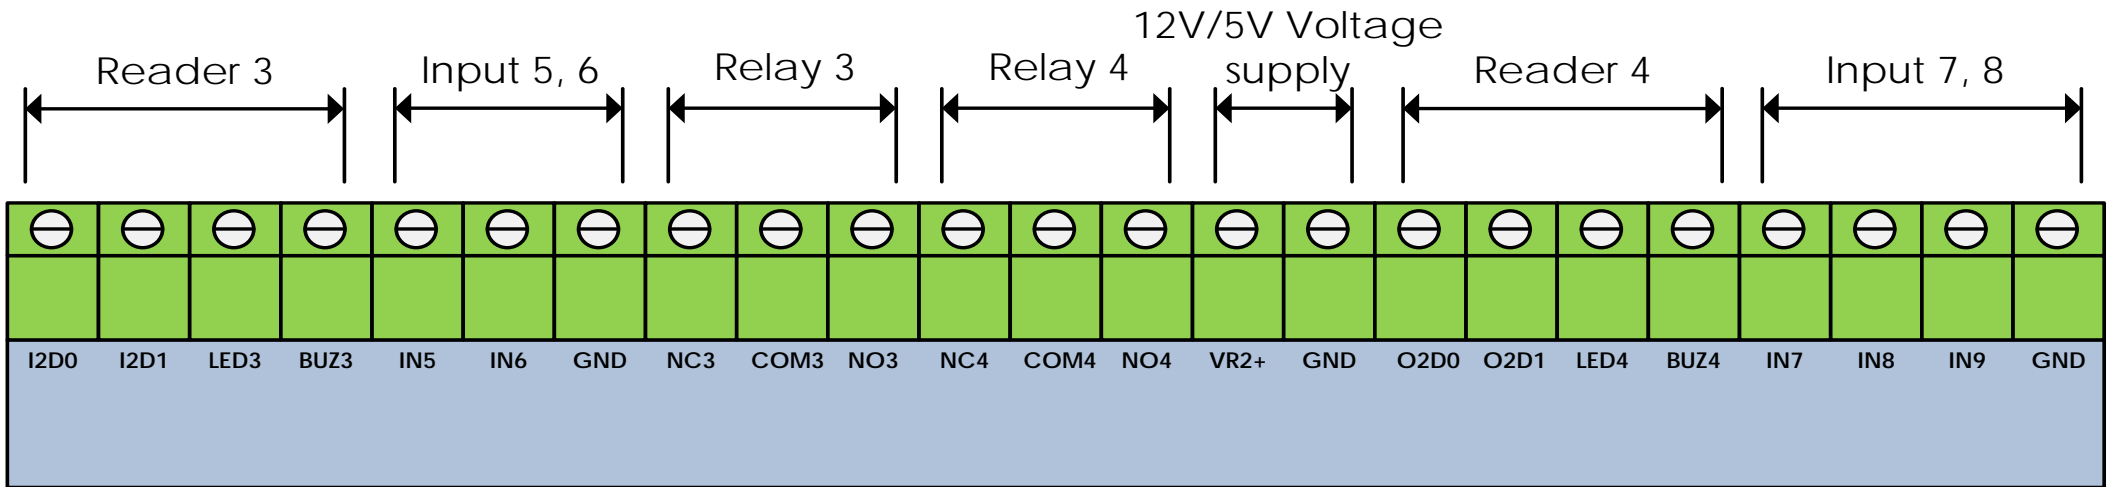 12V/5V Voltage
Reader 3 Input 5, 6 Relay 3 Relay 4 supply Reader 4 Input 7, 8
I2D0 I2D1 LED3 BUZ3 IN5 IN6 GND NC3 COM3 NO3 NC4 COM4 NO4 VR2+ GND O2D0 O2D1 LED4 BUZ4 IN7 IN8 IN9 GND